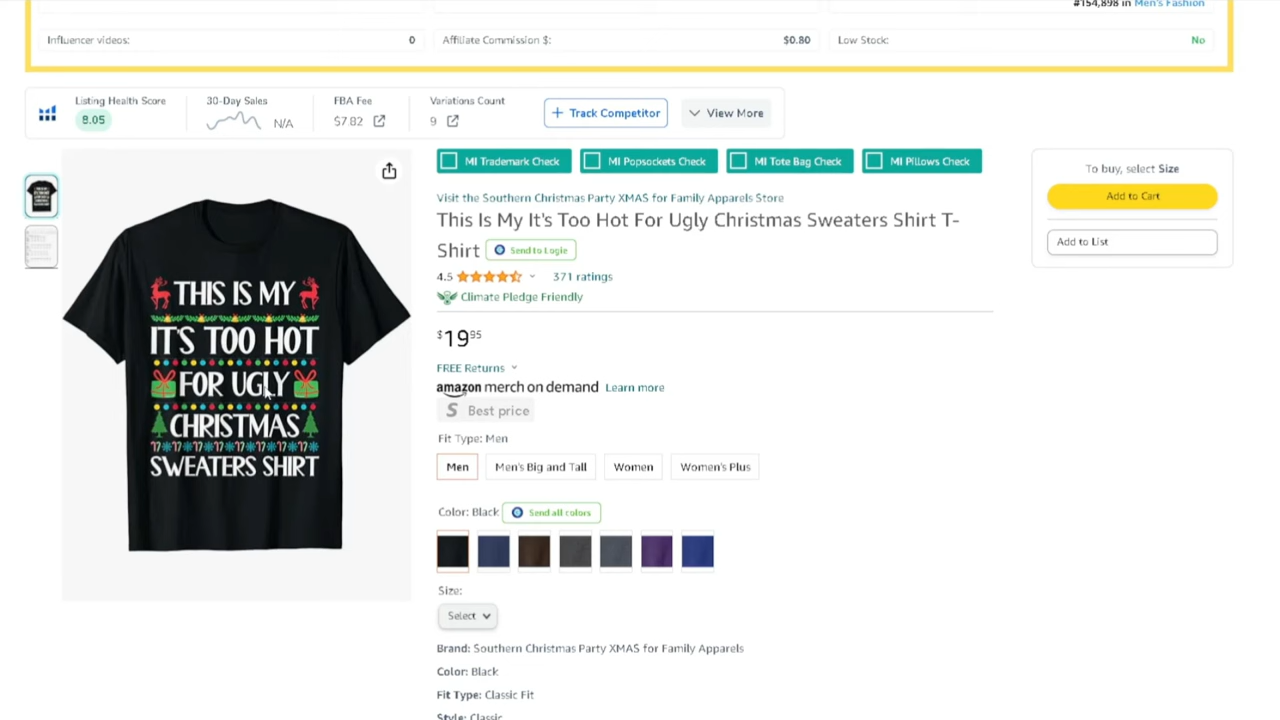 #154,898 in Men's Fashion
Influencer videos: 0 Affiliate Commission $: $0.80 Low Stock: No
Listing Health Score 30-Day Sales FBA Fee Variations Count
8.05 N/A $7.82 9
+ Track Competitor View More
MI Trademark Check MI Popsockets Check MI Tote Bag Check MI Pillows Check
Visit the Southern Christmas Party XMAS for Family Apparels Store
This Is My It's Too Hot For Ugly Christmas Sweaters Shirt T-
Shirt Send to Logie
4.5 371 ratings
Climate Pledge Friendly
$19 95
FREE Returns
amazon merch on demand Learn more
S Best price
Fit Type: Men
Men Men's Big and Tall Women Women's Plus
Color: Black Send all colors
Size:
Select
Brand: Southern Christmas Party XMAS for Family Apparels
Color: Black
Fit Type: Classic Fit
Style: Classic
To buy, select Size
Add to Cart
Add to List
THIS IS MY
IT'S TOO HOT
FOR UGLY
CHRISTMAS
SWEATERS SHIRT